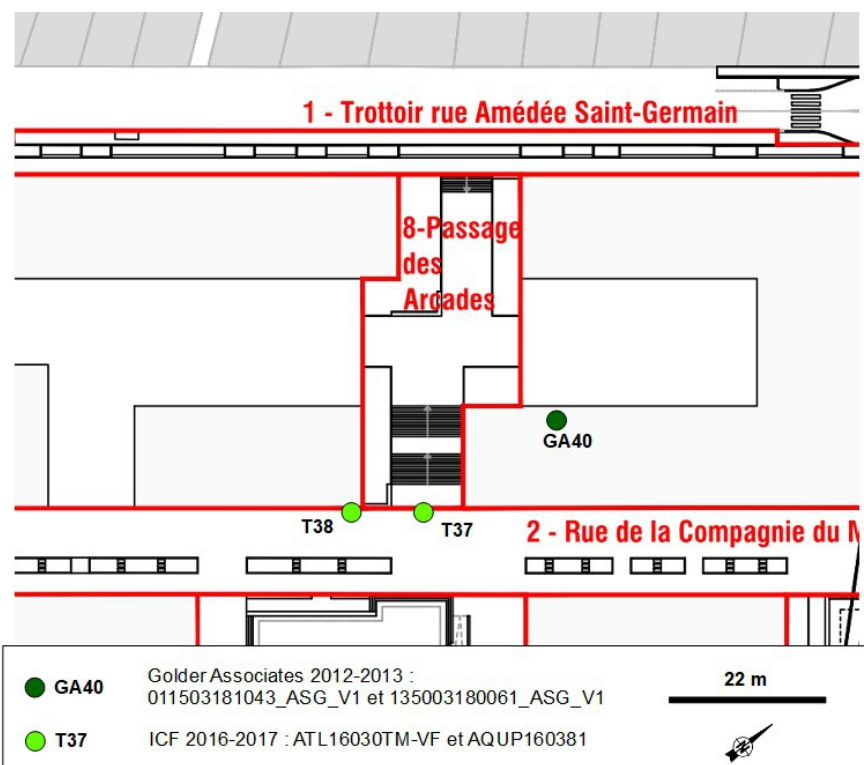 1 - Trottoir rue Amédée Saint-Germain
8-Passage
des
Arcades
GA40
T38
T37
2 - Rue de la Compagnie du M
GA40
Golder Associates 2012-2013 :
011503181043_ASG_V1 et 135003180061_ASG_V1
22 m
T37
ICF 2016-2017 : ATL16030TM-VF et AQUP160381
N